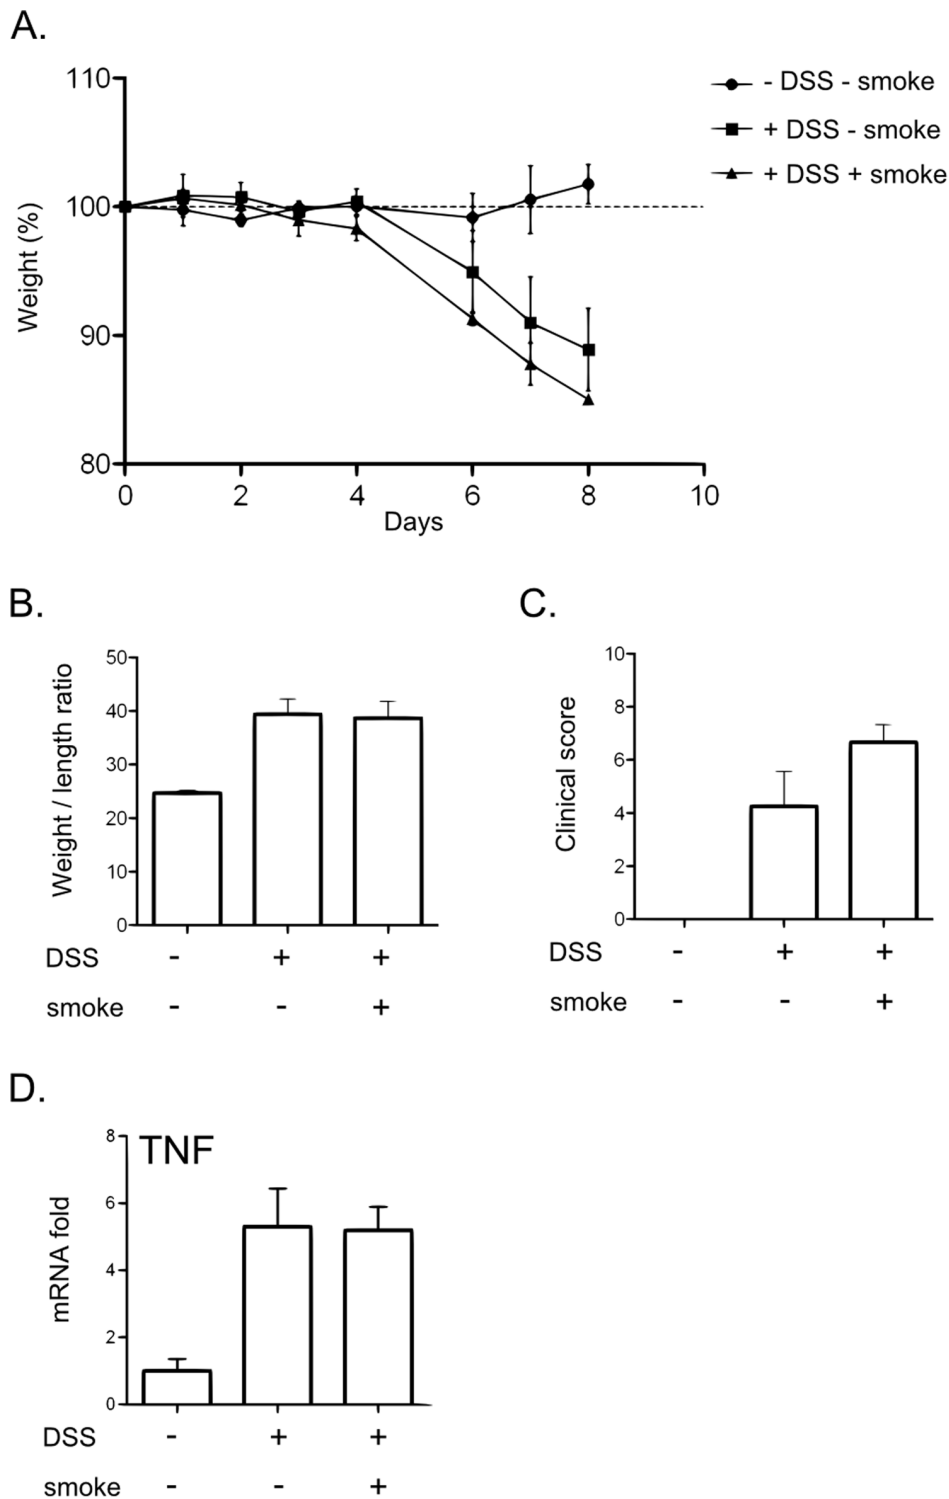 A.
110
100
90
80
Weight (%)
0 2 4 6 8 10
Days
- DSS - smoke
+ DSS - smoke
+ DSS + smoke
B.
50
40
30
20
10
0
Weight / length ratio
DSS - + +
smoke - - +
C.
10
8
6
4
2
0
Clinical score
DSS - + +
smoke - - +
D.
TNF
8
6
4
2
0
mRNA fold
DSS - + +
smoke - - +